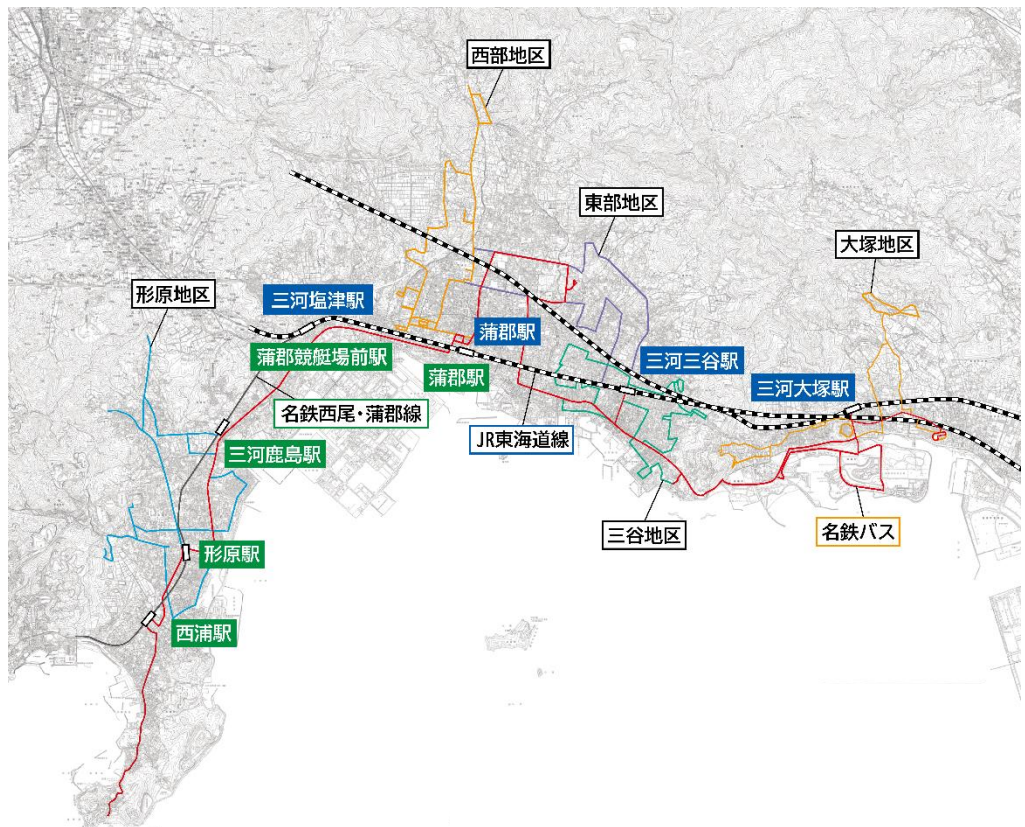 西部地区
東部地区
大塚地区
形原地区
三河塩津駅
蒲郡駅
蒲郡競艇場前駅
蒲郡駅
三河三谷駅
三河大塚駅
名鉄西尾・蒲郡線
JR東海道線
三河鹿島駅
三谷地区
名鉄バス
形原駅
西浦駅